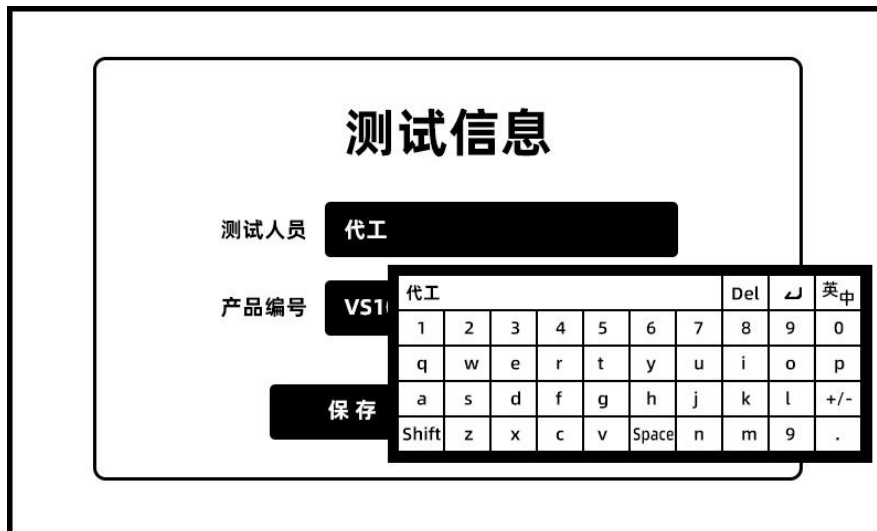 测试信息
测试人员 代工
产品编号 VS1
代工 Del 英中
1 2 3 4 5 6 7 8 9 0
q w e r t y u i o p
保存
a s d f g h j k l +/-
Shift z x c v Space n m 9 .